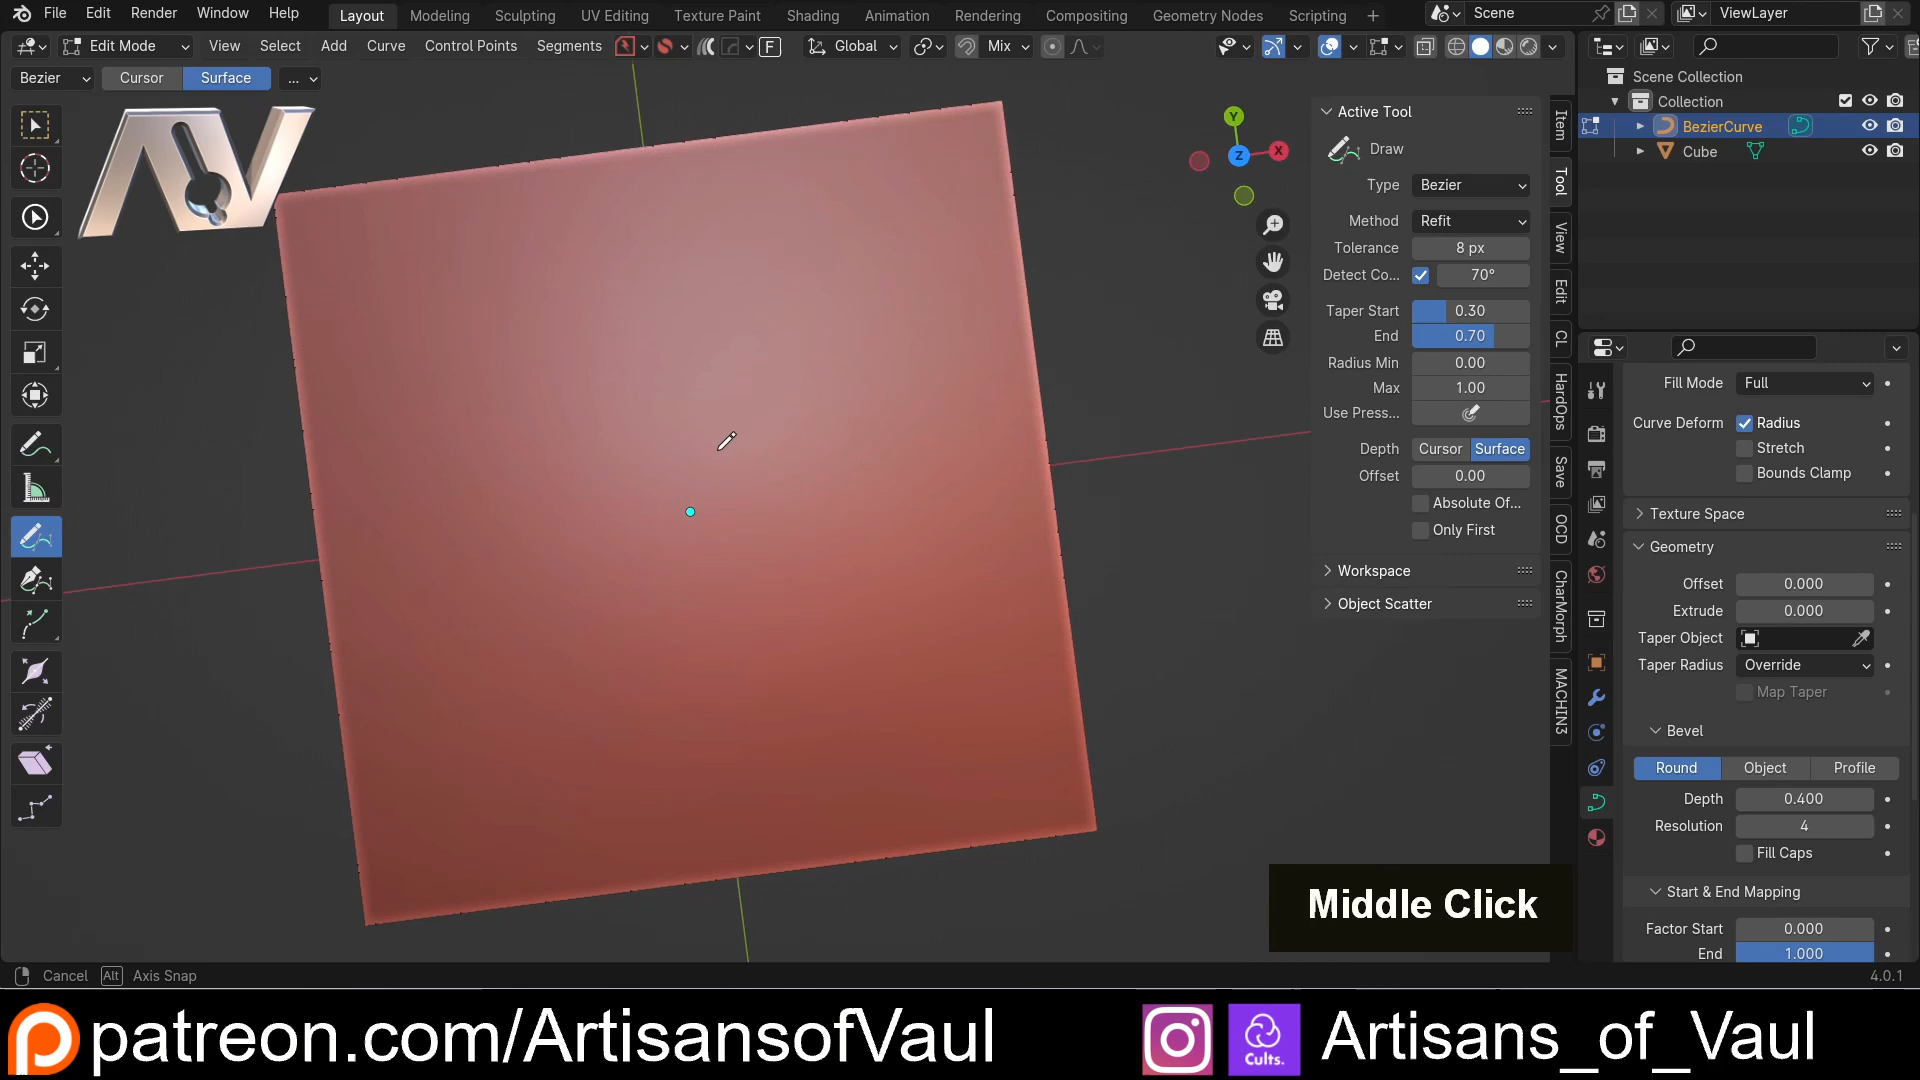 File Edit Render Window Help Layout Modeling Sculpting UV Editing Texture Paint Shading Animation Rendering Compositing Geometry Nodes Scripting Scene ViewLayer
Edit Mode View Select Add Curve Control Points Segments F Global Mix
Bezier Cursor Surface ...
AV
Y
X
Z
Active Tool
Draw
Type Bezier
Method Refit
Tolerance 8 px
Detect Co... 70°
Taper Start 0.30
End 0.70
Radius Min 0.00
Max 1.00
Use Press...
Depth Cursor Surface
Offset 0.00
Absolute Of...
Only First
Workspace
Object Scatter
Item
Tool
View
Edit
CL
HardOps
Save
OCD
CharMorph
MACHIN3
Scene Collection
Collection
BezierCurve
Cube
Fill Mode Full
Curve Deform Radius
Stretch
Bounds Clamp
Texture Space
Geometry
Offset 0.000
Extrude 0.000
Taper Object
Taper Radius Override
Map Taper
Bevel
Round Object Profile
Depth 0.400
Resolution 4
Fill Caps
Start & End Mapping
Factor Start 0.000
End 1.000
Middle Click
Cancel Alt Axis Snap 4.0.1
patreon.com/ArtisansofVaul Cults. Artisans_of_Vaul